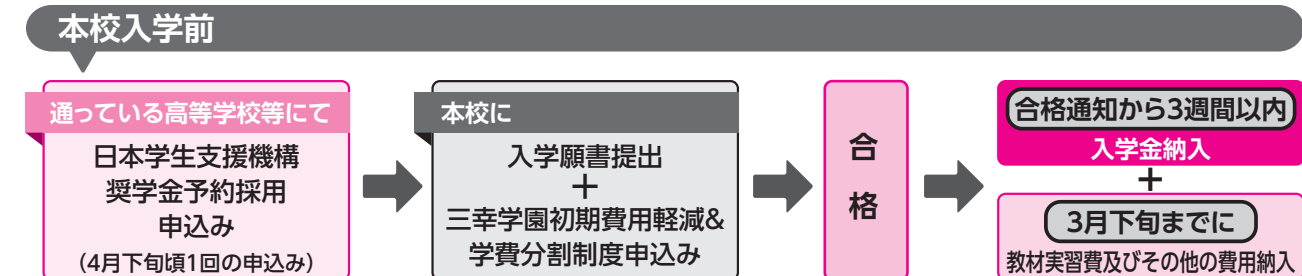 本校入学前
通っている高等学校等にて
日本学生支援機構
奨学金予約採用
申込み
(4月下旬頃1回の申込み)
本校に
入学願書提出
+
三幸学園初期費用軽減&
学費分割制度申込み
合
格
合格通知から3週間以内
入学金納入
+
3月下旬までに
教材実習費及びその他の費用納入